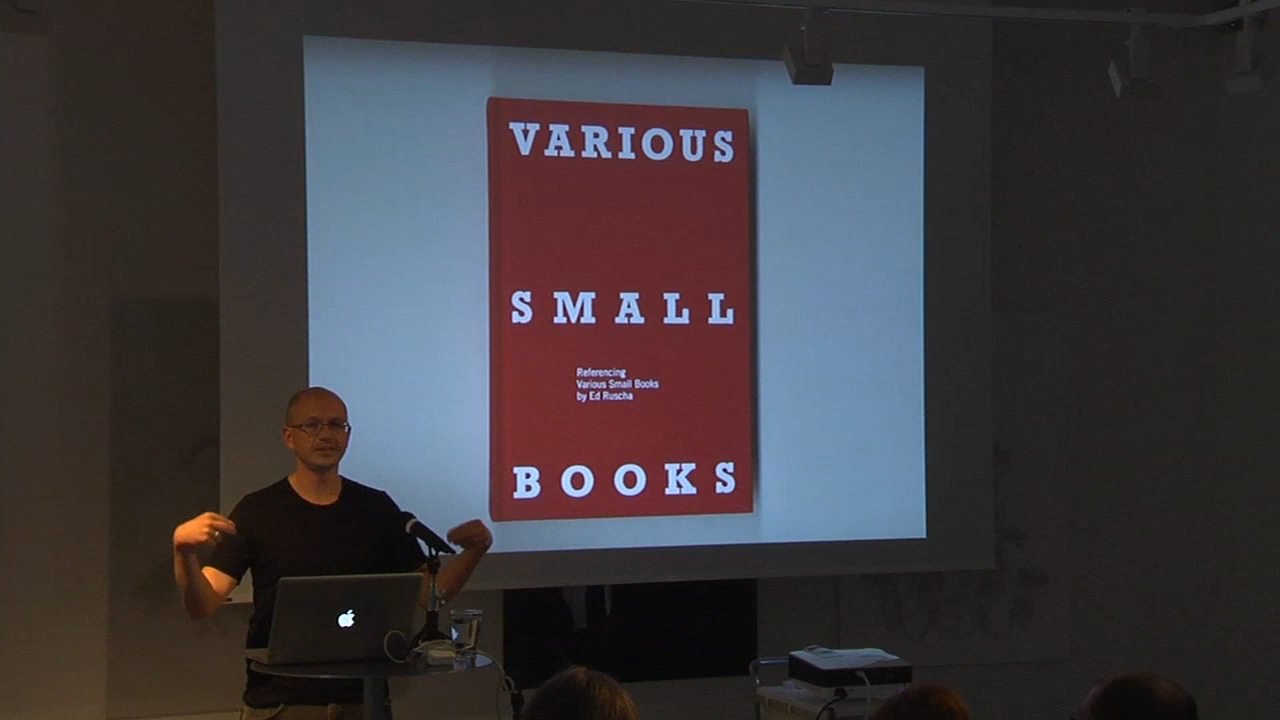 VARIOUS
SMALL
Referencing
Various Small Books
by Ed Ruscha
BOOKS